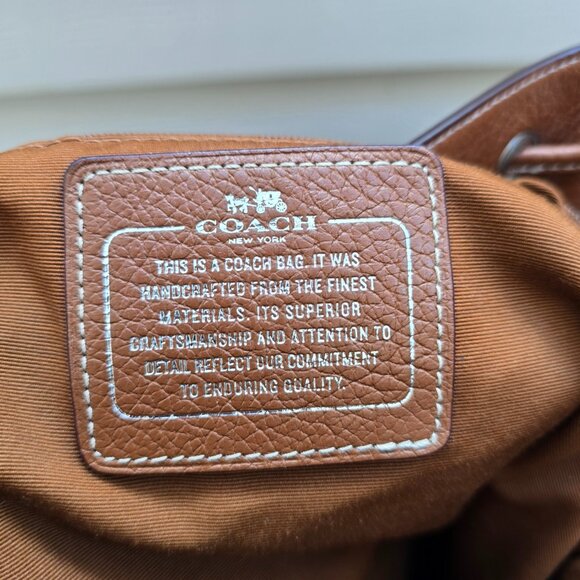 COACH
NEW YORK
THIS IS A COACH BAG. IT WAS
HANDCRAFTED FROM THE FINEST
MATERIALS. ITS SUPERIOR
CRAFTSMANSHIP AND ATTENTION TO
DETAIL REFLECT OUR COMMITMENT
TO ENDURING QUALITY.